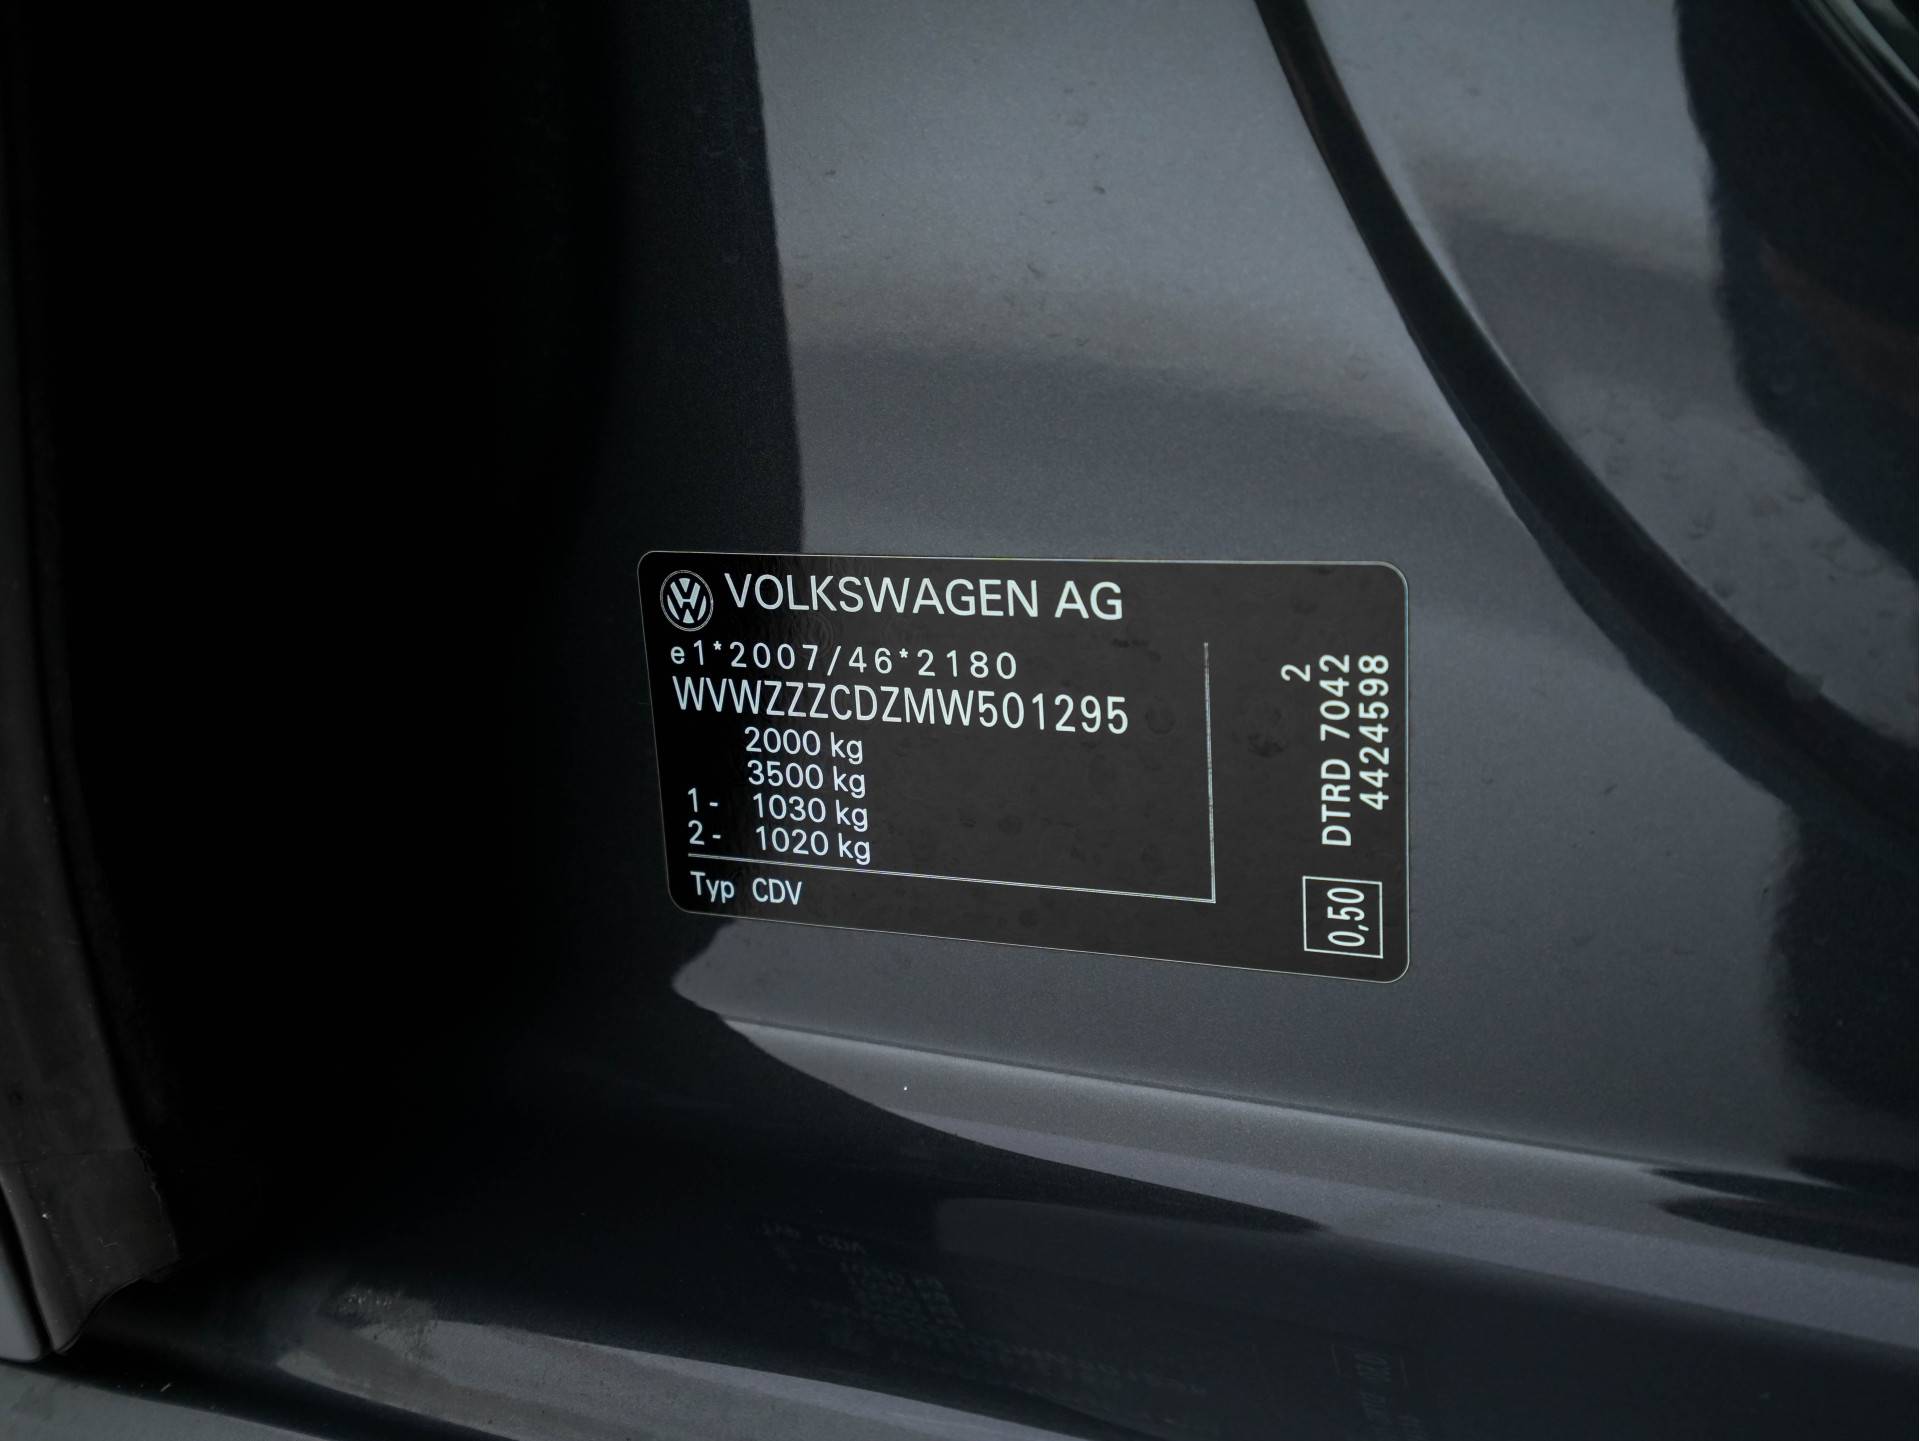 VOLKSWAGEN AG
e1*2007/46*2180
WVWZZZCDZMW501295
2000 kg
3500 kg
1- 1030 kg
2- 1020 kg
Typ CDV
2
DTRD 7042
4424598
0,50